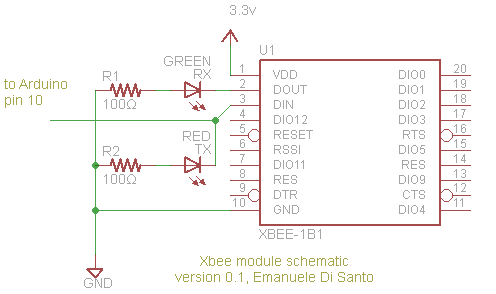 3.3v
U1
GREEN
RX
to Arduino
pin 10
R1
100Ω
RED
TX
R2
100Ω
1 VDD DIO0 20
2 DOUT DIO1 19
3 DIN DIO2 18
4 DIO12 DIO3 17
5 RESET RTS 16
6 RSSI DIO5 15
7 DIO11 RES 14
8 RES DIO9 13
9 DTR CTS 12
10 GND DIO4 11
XBEE-1B1
GND
Xbee module schematic
version 0.1, Emanuele Di Santo